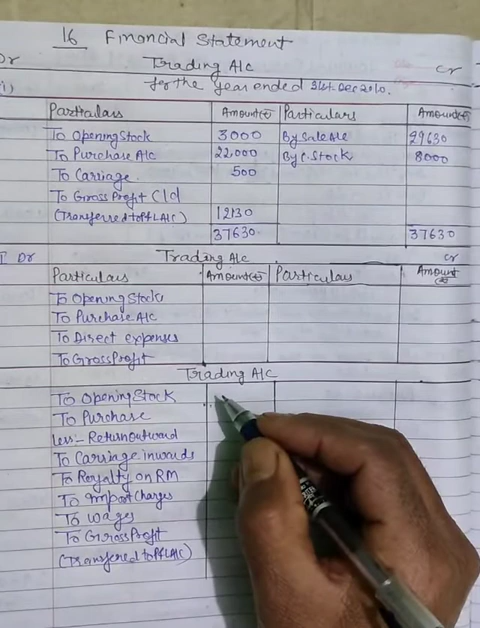 16 Financial Statement
Dr Trading A/c Cr
for the year ended 31st Dec 2010.
Particulars Amount(₹) Particulars Amount(₹)
To Opening Stock 3000 By Sale A/c 29630
To Purchase A/c 22,000 By C. Stock 8000
To Carriage 500
To Gross Profit C/d
(Transferred to P&L A/c) 12130
37630 37630
I Dr Trading A/c Cr
Particulars Amount(₹) Particulars Amount (₹)
To Opening Stock
To Purchase A/c
To Direct expenses
To Gross Profit
Trading A/c
To Opening Stock
To Purchase
Less:- Return outward
To Carriage inwards
To Royalty on RM
To Import Charges
To Wages
To Gross Profit
(Transferred to P&L A/c)